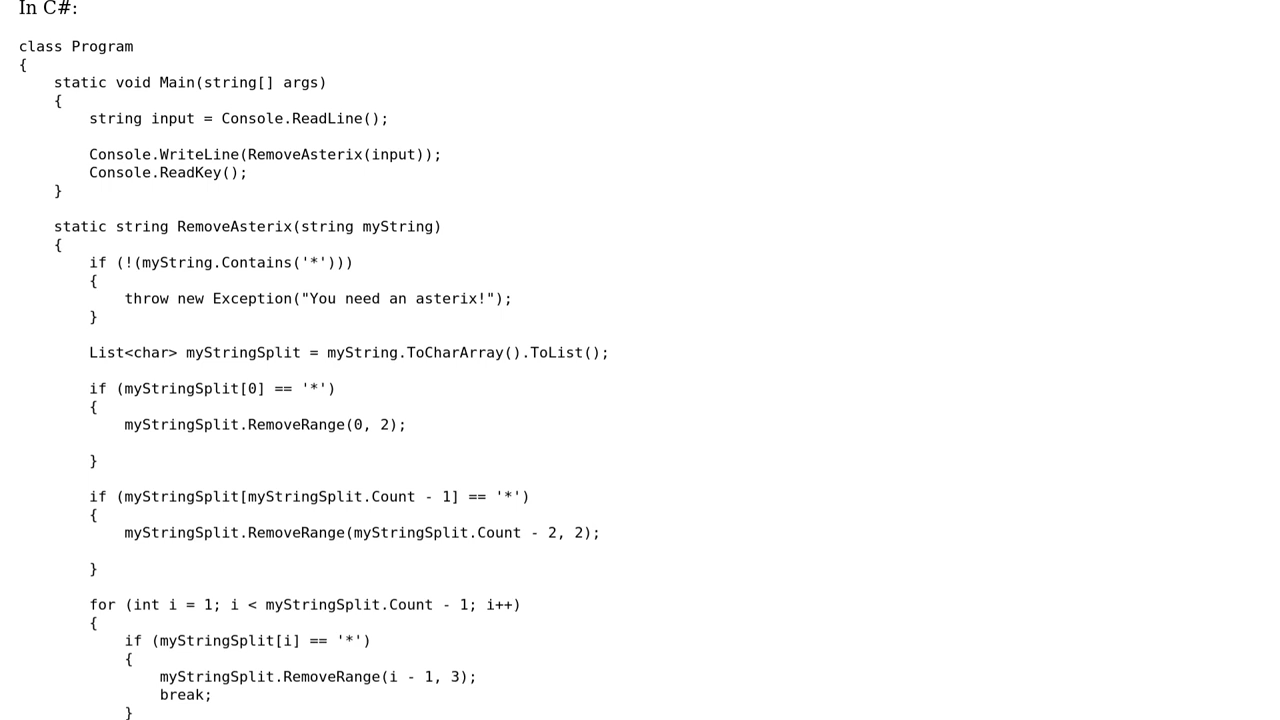 In C#:
class Program
{
    static void Main(string[] args)
    {
        string input = Console.ReadLine();

        Console.WriteLine(RemoveAsterix(input));
        Console.ReadKey();
    }

    static string RemoveAsterix(string myString)
    {
        if (!(myString.Contains('*')))
        {
            throw new Exception("You need an asterix!");
        }

        List<char> myStringSplit = myString.ToCharArray().ToList();

        if (myStringSplit[0] == '*')
        {
            myStringSplit.RemoveRange(0, 2);

        }

        if (myStringSplit[myStringSplit.Count - 1] == '*')
        {
            myStringSplit.RemoveRange(myStringSplit.Count - 2, 2);

        }

        for (int i = 1; i < myStringSplit.Count - 1; i++)
        {
            if (myStringSplit[i] == '*')
            {
                myStringSplit.RemoveRange(i - 1, 3);
                break;
            }